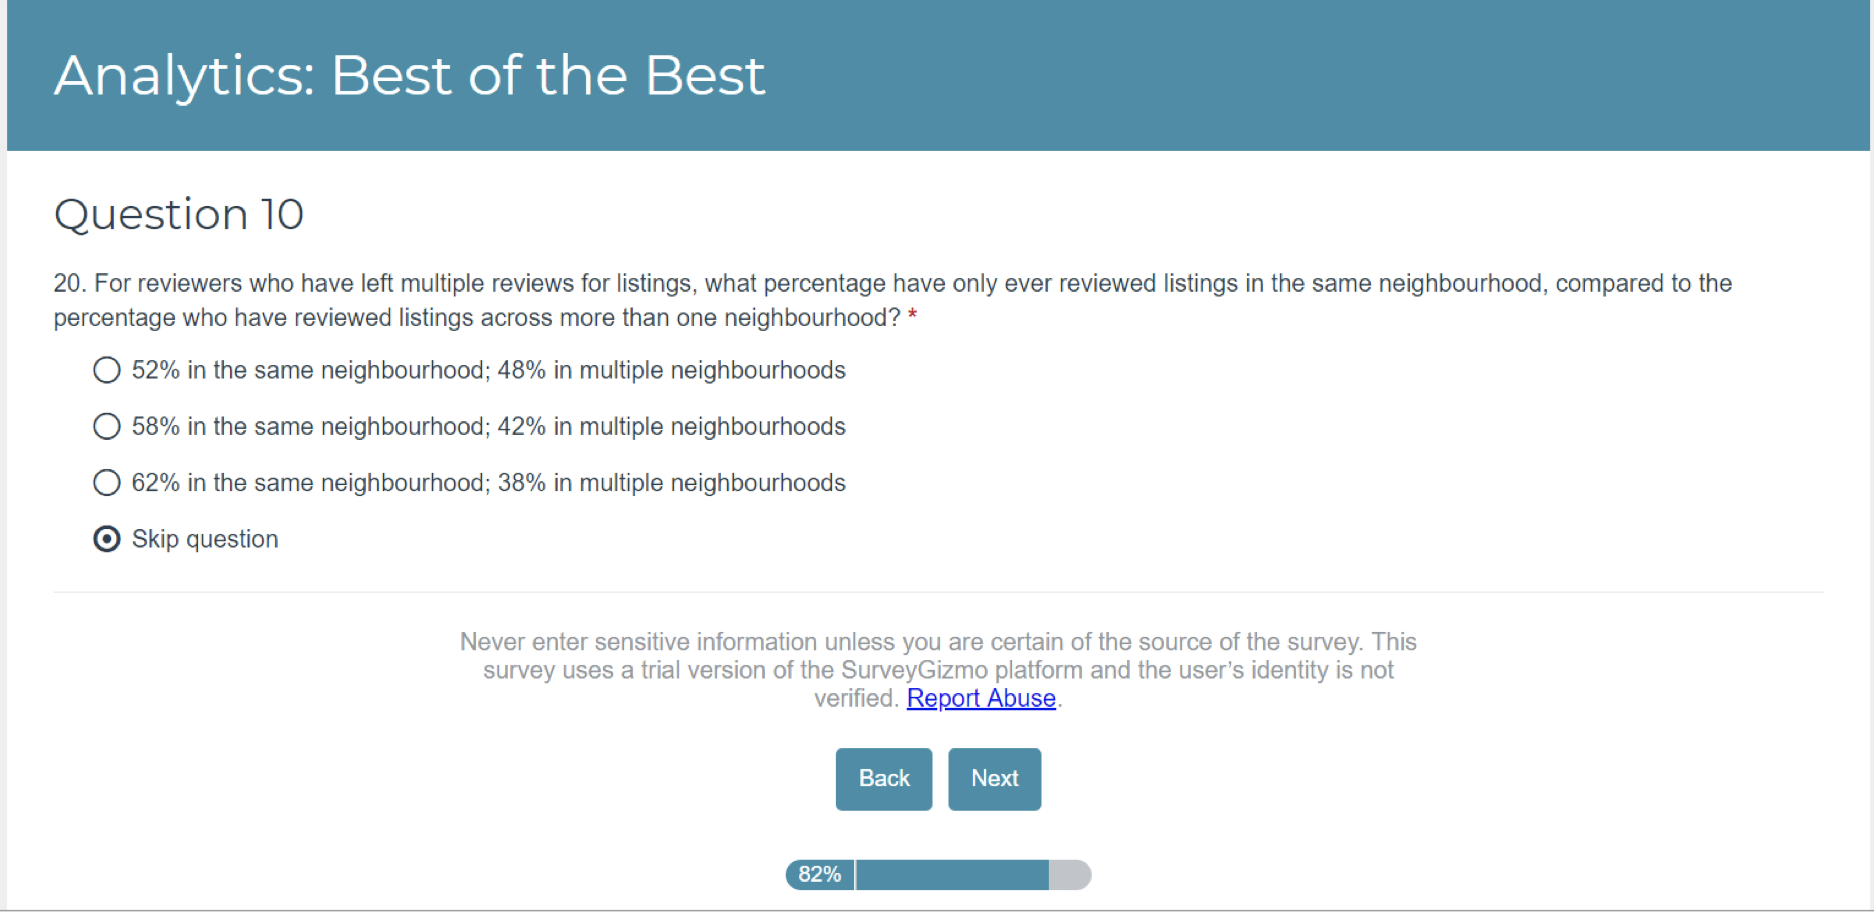 Analytics: Best of the Best
Question 10
20. For reviewers who have left multiple reviews for listings, what percentage have only ever reviewed listings in the same neighbourhood, compared to the
percentage who have reviewed listings across more than one neighbourhood? *
52% in the same neighbourhood; 48% in multiple neighbourhoods
58% in the same neighbourhood; 42% in multiple neighbourhoods
62% in the same neighbourhood; 38% in multiple neighbourhoods
Skip question
Never enter sensitive information unless you are certain of the source of the survey. This
survey uses a trial version of the SurveyGizmo platform and the user's identity is not
verified. Report Abuse.
Back Next
82%